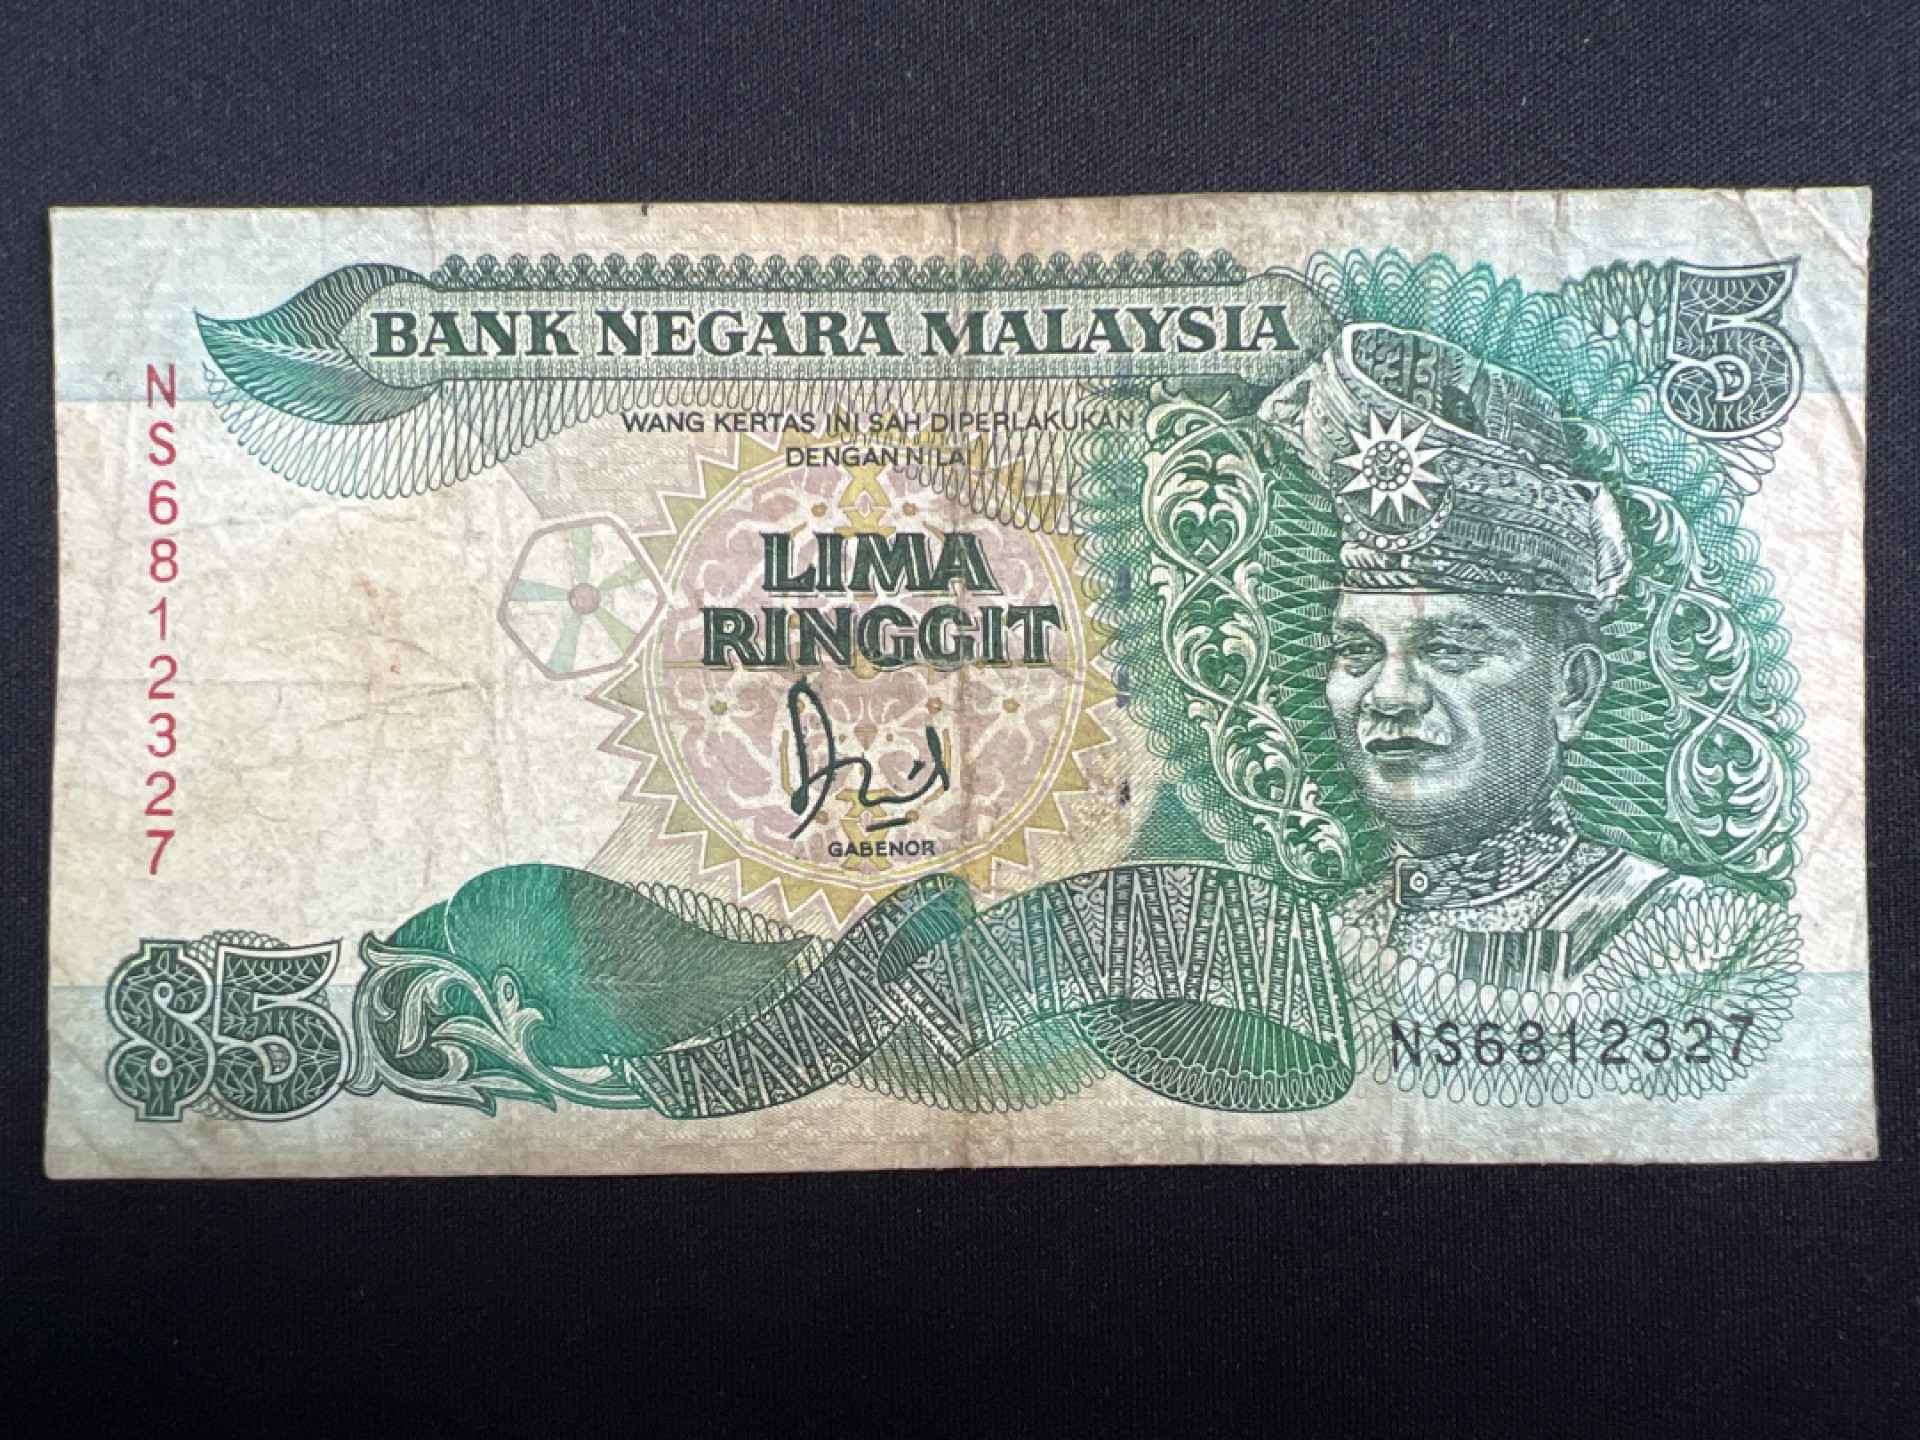 BANK NEGARA MALAYSIA
5
WANG KERTAS INI SAH DIPERLAKUKAN
DENGAN NILAI
LIMA
RINGGIT
GABENOR
NS6812327
$5
NS6812327